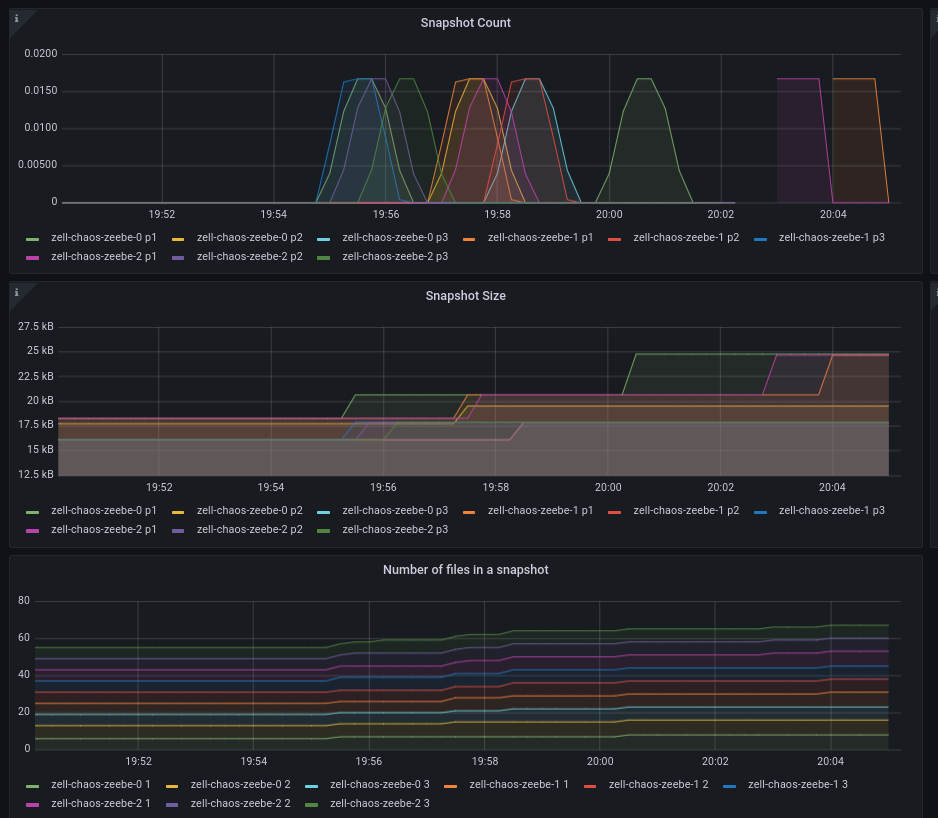 Snapshot Count
0.0200
0.0150
0.0100
0.00500
0
19:52 19:54 19:56 19:58 20:00 20:02 20:04
zell-chaos-zeebe-0 p1 zell-chaos-zeebe-0 p2 zell-chaos-zeebe-0 p3 zell-chaos-zeebe-1 p1 zell-chaos-zeebe-1 p2 zell-chaos-zeebe-1 p3
zell-chaos-zeebe-2 p1 zell-chaos-zeebe-2 p2 zell-chaos-zeebe-2 p3
Snapshot Size
27.5 kB
25 kB
22.5 kB
20 kB
17.5 kB
15 kB
12.5 kB
19:52 19:54 19:56 19:58 20:00 20:02 20:04
zell-chaos-zeebe-0 p1 zell-chaos-zeebe-0 p2 zell-chaos-zeebe-0 p3 zell-chaos-zeebe-1 p1 zell-chaos-zeebe-1 p2 zell-chaos-zeebe-1 p3
zell-chaos-zeebe-2 p1 zell-chaos-zeebe-2 p2 zell-chaos-zeebe-2 p3
Number of files in a snapshot
80
60
40
20
0
19:52 19:54 19:56 19:58 20:00 20:02 20:04
zell-chaos-zeebe-0 1 zell-chaos-zeebe-0 2 zell-chaos-zeebe-0 3 zell-chaos-zeebe-1 1 zell-chaos-zeebe-1 2 zell-chaos-zeebe-1 3
zell-chaos-zeebe-2 1 zell-chaos-zeebe-2 2 zell-chaos-zeebe-2 3